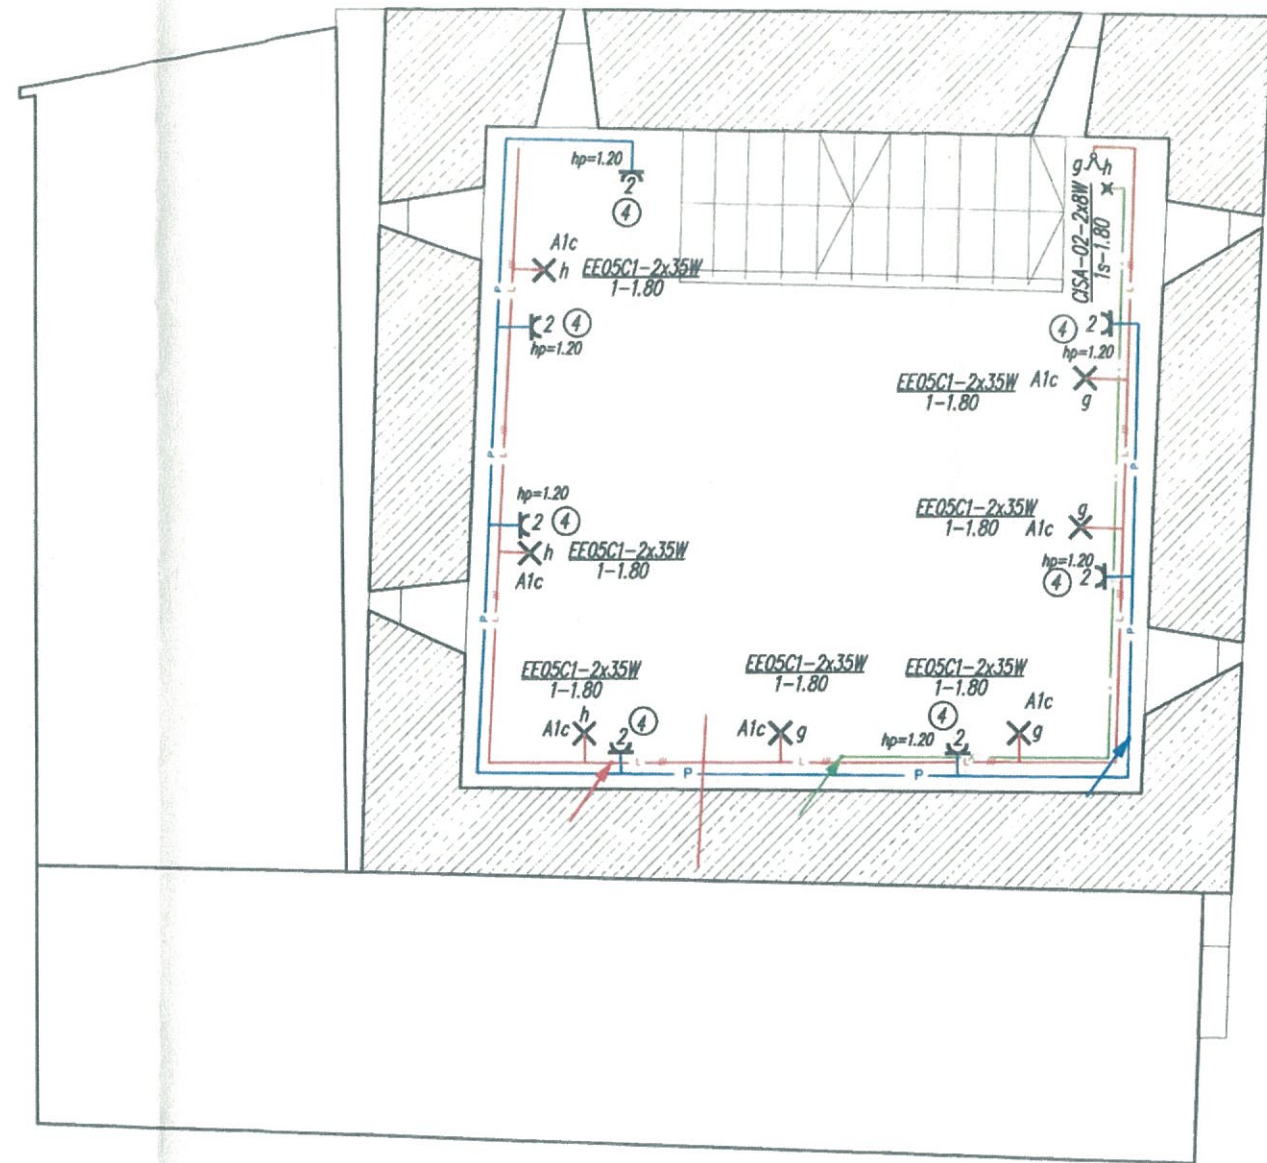 hp=1.20
2
4
g h
CISA-02-2x8W
1s-1.80
A1c
h EE05C1-2x35W
1-1.80
2 4
hp=1.20
4 2
hp=1.20
EE05C1-2x35W A1c
1-1.80
g
hp=1.20
2 4
h EE05C1-2x35W
1-1.80
A1c
EE05C1-2x35W g
1-1.80 A1c
hp=1.20
4 2
EE05C1-2x35W
1-1.80
h
A1c
4
2
EE05C1-2x35W
1-1.80
A1c g
EE05C1-2x35W
1-1.80
A1c
4
hp=1.20 2
g
P
L
P
L
P
L
L
L
P
L
P
L
L
L
P
P